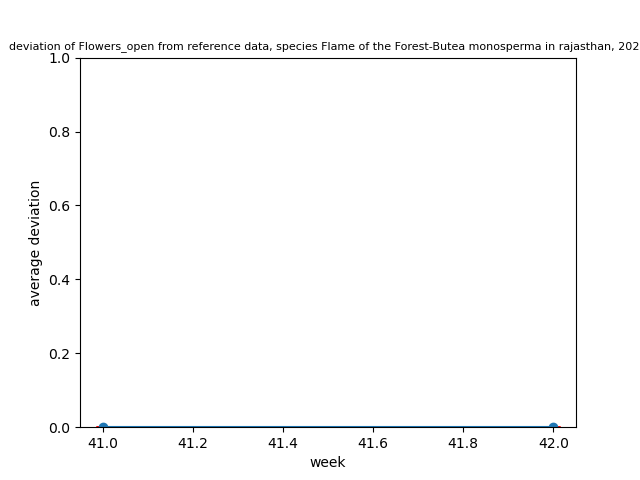 deviation of Flowers_open from reference data, species Flame of the Forest-Butea monosperma in rajasthan, 202
1.0
0.8
0.6
0.4
0.2
0.0
average deviation
41.0 41.2 41.4 41.6 41.8 42.0
week